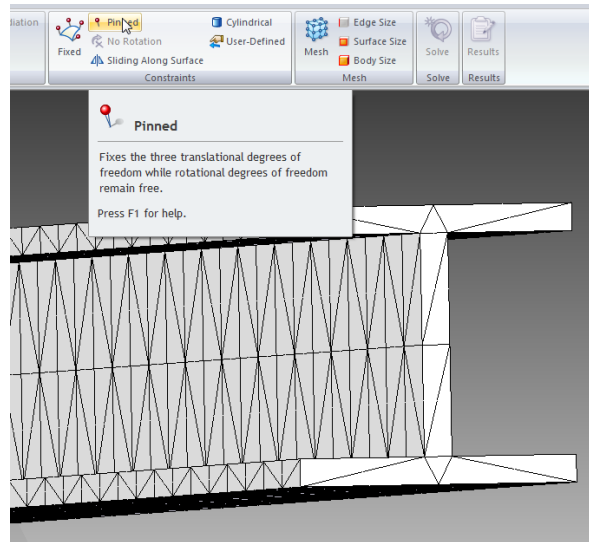 diation
Pinned
Cylindrical
Edge Size
No Rotation
User-Defined
Surface Size
Fixed
Mesh
Solve
Results
Sliding Along Surface
Body Size
Constraints
Mesh
Solve
Results
Pinned
Fixes the three translational degrees of
freedom while rotational degrees of freedom
remain free.
Press F1 for help.